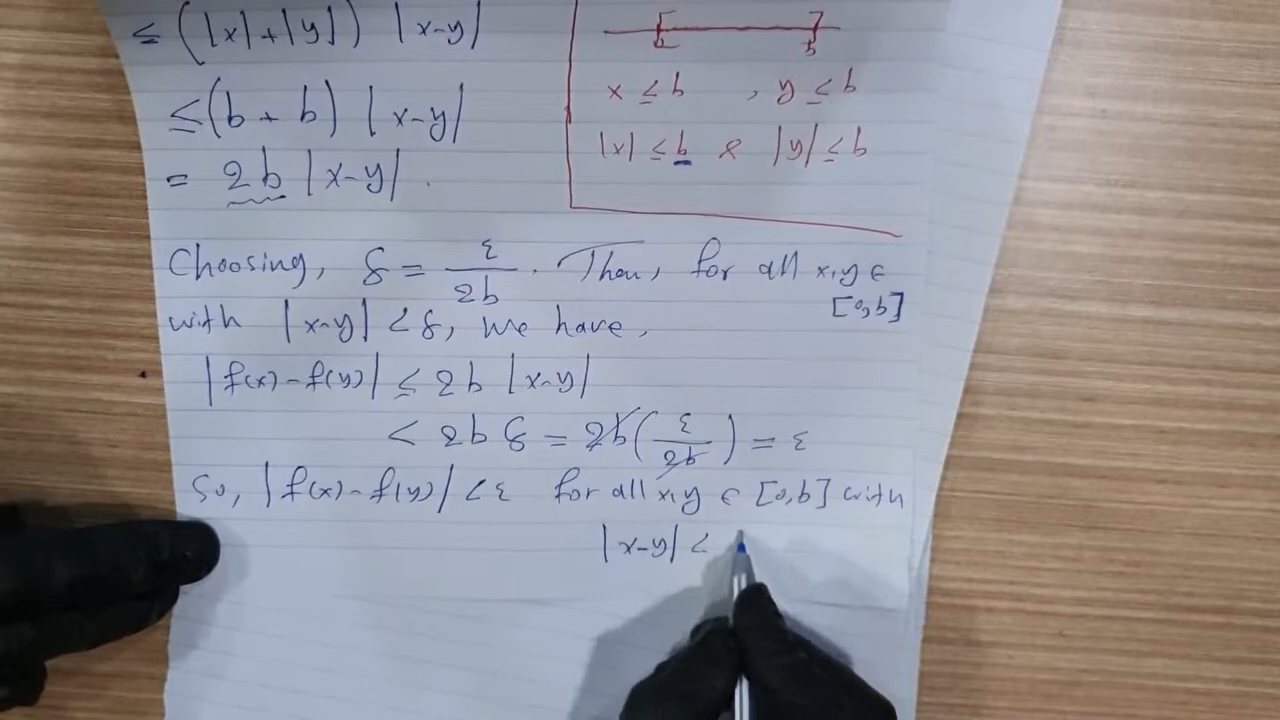 ≤ (|x|+|y|) |x-y|
≤ (b + b) |x-y|
= 2b |x-y|.
x ≤ b , y ≤ b
|x| ≤ b & |y| ≤ b
Choosing, δ = ε/2b. Then, for all x,y ∈ [0,b]
with |x-y| < δ, we have,
|f(x)-f(y)| ≤ 2b |x-y|
< 2b δ = 2b(ε/2b) = ε
So, |f(x)-f(y)| < ε for all x,y ∈ [0,b] with
|x-y| <